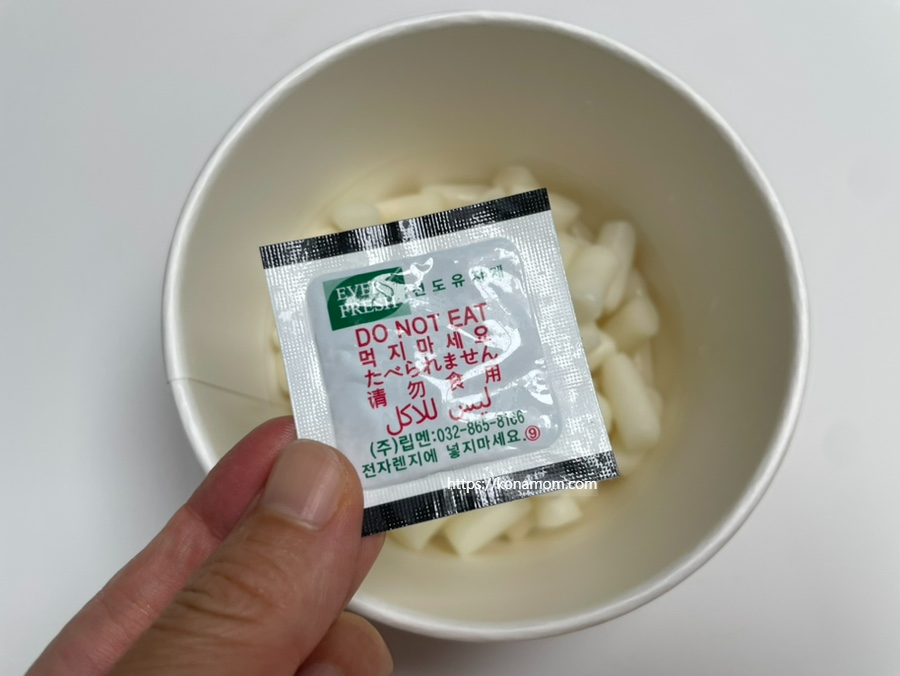 EVER
FRESH
선도유지제
DO NOT EAT
먹지마세요
たべられません
请勿食用
ليس للاكل
(주)립멘:032-865-8166
전자렌지에 넣지마세요.⑨
https://konamom.com